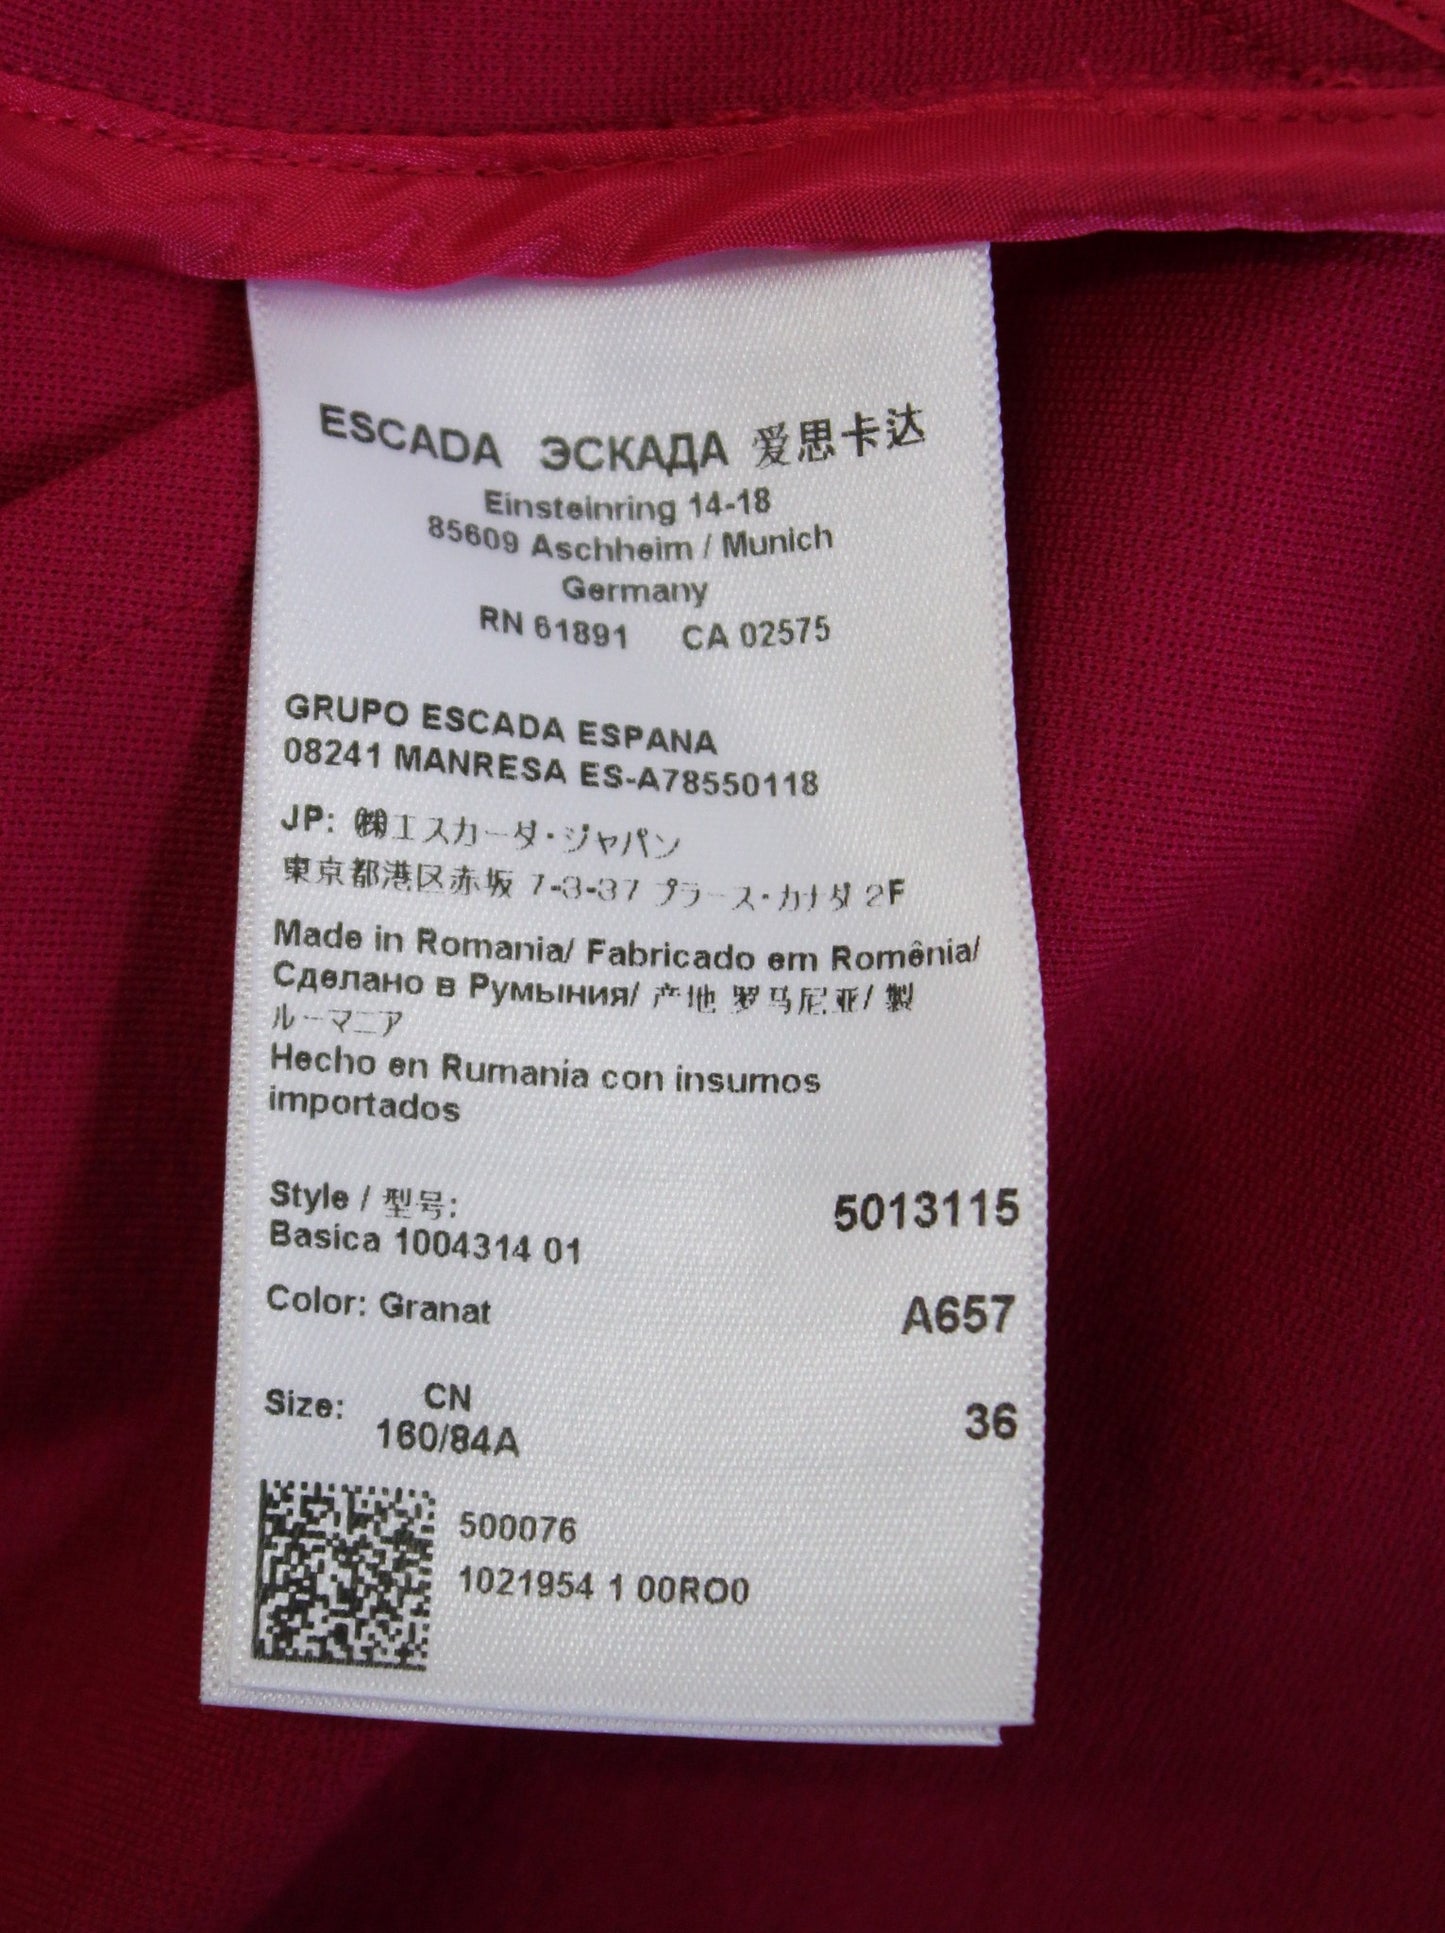 ESCADA ЭСКАДА 爱思卡达
Einsteinring 14-18
85609 Aschheim / Munich
Germany
RN 61891 CA 02575
GRUPO ESCADA ESPANA
08241 MANRESA ES-A78550118
JP: ㈱エスカーダ・ジャパン
東京都港区赤坂 7-3-37 プラース・カナダ 2F
Made in Romania/ Fabricado em Romênia/
Сделано в Румыния/ 产地 罗马尼亚/ 製
ルーマニア
Hecho en Rumania con insumos
importados
Style / 型号: 5013115
Basica 1004314 01
Color: Granat A657
Size: CN 36
160/84A
500076
1021954 1 00RO0